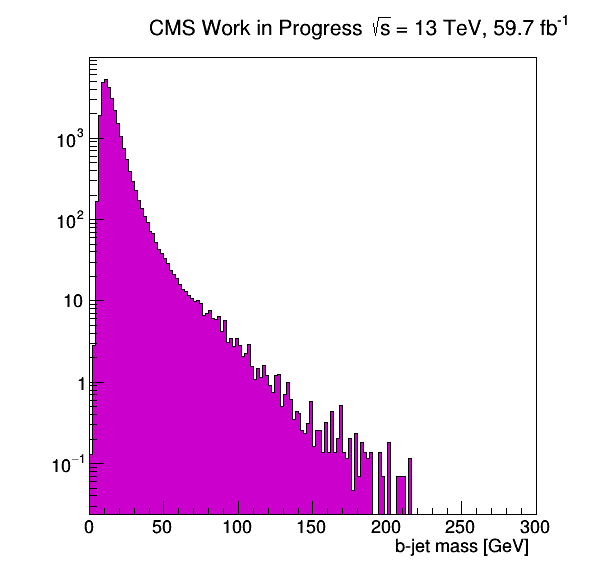 CMS Work in Progress √s = 13 TeV, 59.7 fb⁻¹
10³
10²
10
1
10⁻¹
0 50 100 150 200 250 300
b-jet mass [GeV]